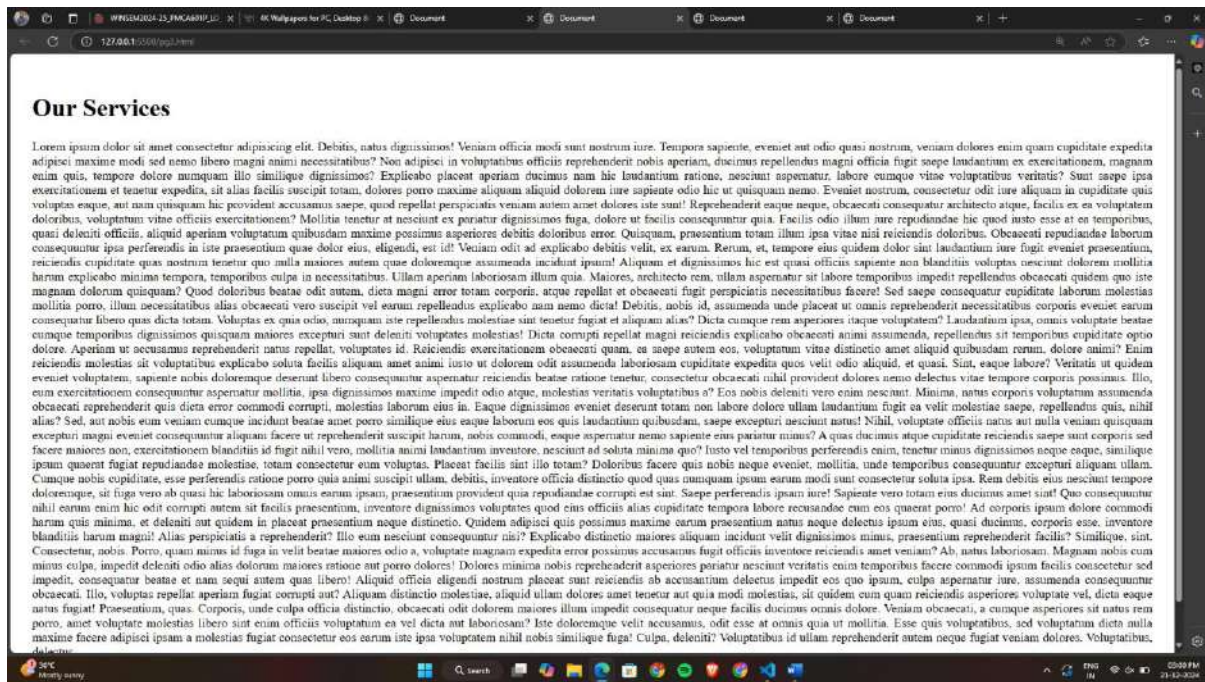 WINSEM2024-25_PMCA601P_LO
4K Wallpapers for PC, Desktop
Document
Document
Document
Document
127.0.0.1:5500/pg2.html
Our Services
Lorem ipsum dolor sit amet consectetur adipisicing elit. Debitis, natus dignissimos! Veniam officia modi sunt nostrum iure. Tempora sapiente, eveniet aut odio quasi nostrum, veniam dolores enim quam cupiditate expedita
adipisci maxime modi sed nemo libero magni animi necessitatibus? Non adipisci in voluptatibus officiis reprehenderit nobis aperiam, ducimus repellendus magni officia fugit saepe laudantium ex exercitationem, magnam
enim quis, tempore dolore numquam illo similique dignissimos? Explicabo placeat aperiam ducimus nam hic laudantium ratione, nesciunt aspernatur, labore cumque vitae voluptatibus veritatis? Sunt saepe ipsa
exercitationem et tenetur expedita, sit alias facilis suscipit totam, dolores porro maxime aliquam aliquid dolorem iure sapiente odio hic ut quisquam nemo. Eveniet nostrum, consectetur odit iure aliquam in cupiditate quis
voluptas eaque, aut nam quisquam hic provident accusamus saepe, quod repellat perspiciatis veniam autem amet dolores iste sunt! Reprehenderit eaque neque, obcaecati consequatur architecto atque, facilis ex ea voluptatem
doloribus, voluptatum vitae officiis exercitationem? Mollitia tenetur at nesciunt ex pariatur dignissimos fuga, dolore ut facilis consequuntur quia. Facilis odio illum iure repudiandae hic quod iusto esse at ea temporibus,
quasi deleniti officiis, aliquid aperiam voluptatum quibusdam maxime possimus asperiores debitis doloribus error. Quisquam, praesentium totam illum ipsa vitae nisi reiciendis doloribus. Obcaecati repudiandae laborum
consequuntur ipsa perferendis in iste praesentium quae dolor eius, eligendi, est id! Veniam odit ad explicabo debitis velit, ex earum. Rerum, et, tempore eius quidem dolor sint laudantium iure fugit eveniet praesentium,
reiciendis cupiditate quas nostrum tenetur quo nulla maiores autem quae doloremque assumenda incidunt ipsum! Aliquam et dignissimos hic est quasi officiis sapiente non blanditiis voluptas nesciunt dolorem mollitia
harum explicabo minima tempora, temporibus culpa in necessitatibus. Ullam aperiam laboriosam illum quia. Maiores, architecto rem, ullam aspernatur sit labore temporibus impedit repellendus obcaecati quidem quo iste
magnam dolorum quisquam? Quod doloribus beatae odit autem, dicta magni error totam corporis, atque repellat et obcaecati fugit perspiciatis necessitatibus facere! Sed saepe consequatur cupiditate laborum molestias
mollitia porro, illum necessitatibus alias obcaecati vero suscipit vel earum repellendus explicabo nam nemo dicta! Debitis, nobis id, assumenda unde placeat ut omnis reprehenderit necessitatibus corporis eveniet earum
consequatur libero quas dicta totam. Voluptas ex quia odio, numquam iste repellendus molestiae sint tenetur fugiat et aliquam alias? Dicta cumque rem asperiores itaque voluptatem? Laudantium ipsa, omnis voluptate beatae
cumque temporibus dignissimos quisquam maiores excepturi sunt deleniti voluptates molestias! Dicta corrupti repellat magni reiciendis explicabo obcaecati animi assumenda, repellendus sit temporibus cupiditate optio
dolore. Aperiam ut accusamus reprehenderit natus repellat, voluptates id. Reiciendis exercitationem obcaecati quam, ea saepe autem eos, voluptatum vitae distinctio amet aliquid quibusdam rerum, dolore animi? Enim
reiciendis molestias sit voluptatibus explicabo soluta facilis aliquam amet animi iusto ut dolorem odit assumenda laboriosam cupiditate expedita quos velit odio aliquid, et quasi. Sint, eaque labore? Veritatis ut quidem
eveniet voluptatem, sapiente nobis doloremque deserunt libero consequuntur aspernatur reiciendis beatae ratione tenetur, consectetur obcaecati nihil provident dolores nemo delectus vitae tempore corporis possimus. Illo,
eum exercitationem consequuntur aspernatur mollitia, ipsa dignissimos maxime impedit odio atque, molestias veritatis voluptatibus a? Eos nobis deleniti vero enim nesciunt. Minima, natus corporis voluptatum assumenda
obcaecati reprehenderit quis dicta error commodi corrupti, molestias laborum eius in. Eaque dignissimos eveniet deserunt totam non labore dolore ullam laudantium fugit ea velit molestiae saepe, repellendus quis, nihil
alias? Sed, aut nobis eum veniam cumque incidunt beatae amet porro similique eius eaque laborum eos quis laudantium quibusdam, saepe excepturi nesciunt natus! Nihil, voluptate officiis natus aut nulla veniam quisquam
excepturi magni eveniet consequuntur aliquam facere ut reprehenderit suscipit harum, nobis commodi, eaque aspernatur nemo sapiente eius pariatur minus? A quas ducimus atque cupiditate reiciendis saepe sunt corporis sed
facere maiores non, exercitationem blanditiis id fugit nihil vero, mollitia animi laudantium inventore, nesciunt ad soluta minima quo? Iusto vel temporibus perferendis enim, tenetur minus dignissimos neque eaque, similique
ipsum quaerat fugiat repudiandae molestiae, totam consectetur eum voluptas. Placeat facilis sint illo totam? Doloribus facere quis nobis neque eveniet, mollitia, unde temporibus consequuntur excepturi aliquam ullam.
Cumque nobis cupiditate, esse perferendis ratione porro quia animi suscipit ullam, debitis, inventore officia distinctio quod quas numquam ipsum earum modi sunt consectetur soluta ipsa. Rem debitis eius nesciunt tempore
doloremque, sit fuga vero ab quasi hic laboriosam omnis earum ipsam, praesentium provident quia repudiandae corrupti est sint. Saepe perferendis ipsam iure! Sapiente vero totam eius ducimus amet sint! Quo consequuntur
nihil earum enim hic odit corrupti autem sit facilis praesentium, inventore dignissimos voluptates quod eius officiis alias cupiditate tempora labore recusandae cum eos quaerat porro! Ad corporis ipsum dolore commodi
harum quis minima, et deleniti aut quidem in placeat praesentium neque distinctio. Quidem adipisci quis possimus maxime earum praesentium natus neque delectus ipsum eius, quasi ducimus, corporis esse, inventore
blanditiis harum magni! Alias perspiciatis a reprehenderit? Illo eum nesciunt consequuntur nisi? Explicabo distinctio maiores aliquam incidunt velit dignissimos minus, praesentium reprehenderit facilis? Similique, sint.
Consectetur, nobis. Porro, quam minus id fuga in velit beatae maiores odio a, voluptate magnam expedita error possimus accusamus fugit officiis inventore reiciendis amet veniam? Ab, natus laboriosam. Magnam nobis cum
minus culpa, impedit deleniti odio alias dolorum maiores ratione aut porro dolores! Dolores minima nobis reprehenderit asperiores pariatur nesciunt veritatis enim temporibus facere commodi ipsum facilis consectetur sed
impedit, consequatur beatae et nam sequi autem quas libero! Aliquid officia eligendi nostrum placeat sunt reiciendis ab accusantium delectus impedit eos quo ipsum, culpa aspernatur iure, assumenda consequuntur
obcaecati. Illo, voluptas repellat aperiam fugiat corrupti aut? Aliquam distinctio molestiae, aliquid ullam dolores amet tenetur aut quia modi molestias, sit quidem cum quam reiciendis asperiores voluptate vel, dicta eaque
natus fugiat! Praesentium, quas. Corporis, unde culpa officia distinctio, obcaecati odit dolorem maiores illum impedit consequatur neque facilis ducimus omnis dolore. Veniam obcaecati, a cumque asperiores sit natus rem
porro, amet voluptate molestias libero sint enim officiis voluptatum ea vel dicta aut laboriosam? Iste doloremque velit accusamus, odit esse at omnis quia ut mollitia. Esse quis voluptatibus, sed voluptatum dicta nulla
maxime facere adipisci ipsam a molestias fugiat consectetur eos earum iste ipsa voluptatem nihil nobis similique fuga! Culpa, deleniti? Voluptatibus id ullam reprehenderit autem neque fugiat veniam dolores. Voluptatibus,
delectus
30°C
Mostly sunny
Search
ENG
IN
03:00 PM
21-12-2024